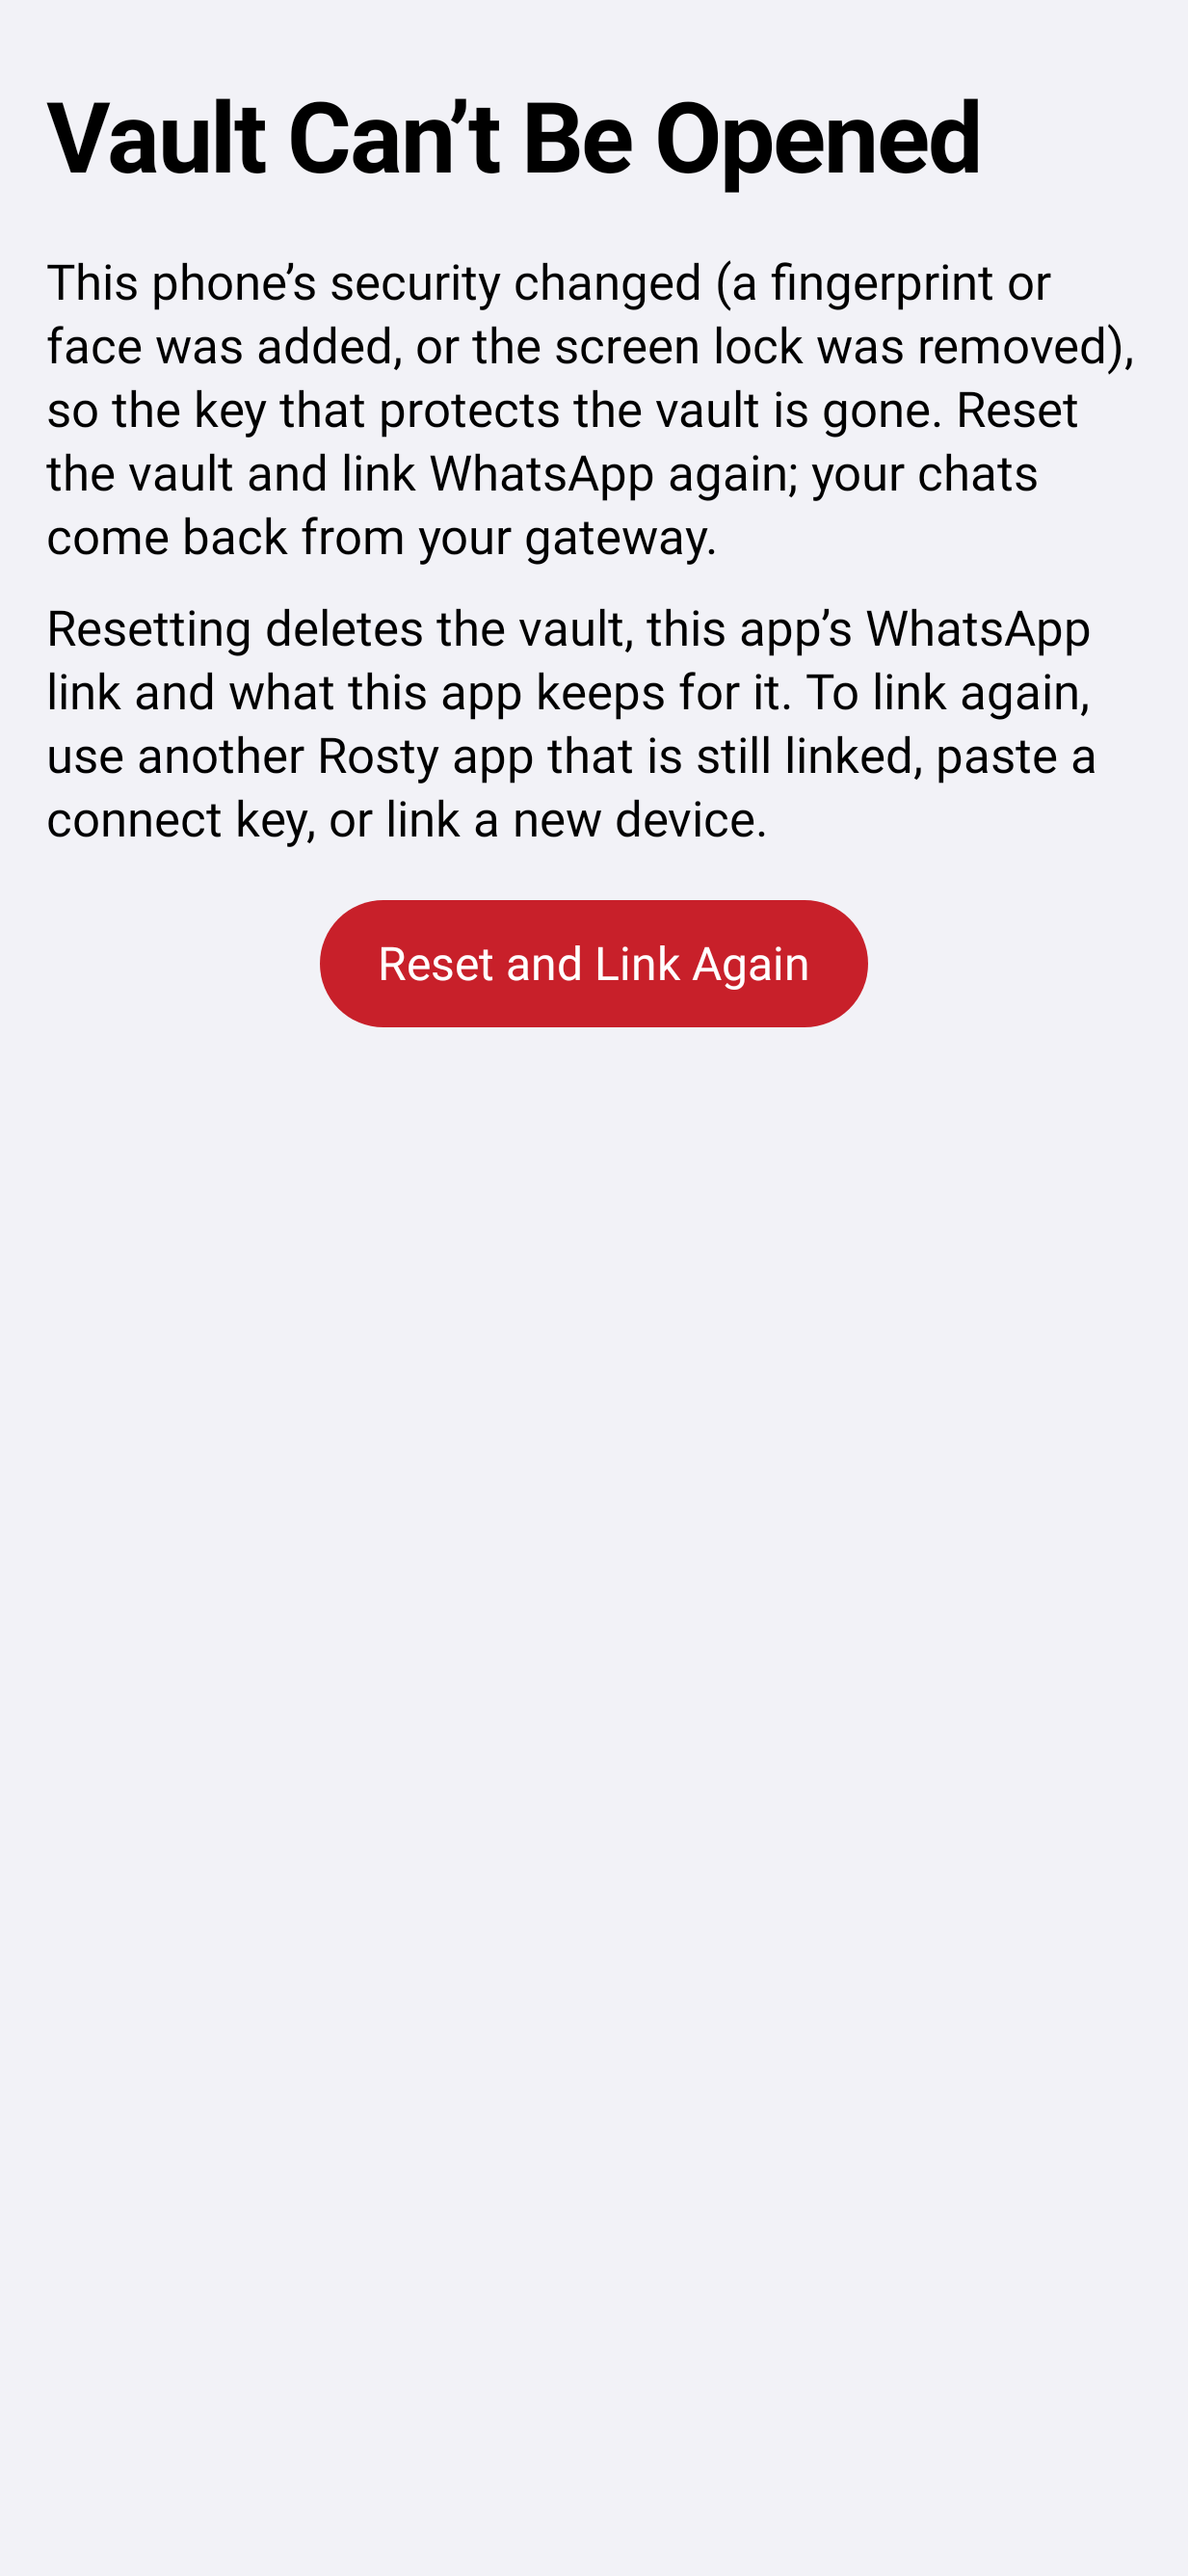 Vault Can’t Be Opened
This phone’s security changed (a fingerprint or
face was added, or the screen lock was removed),
so the key that protects the vault is gone. Reset
the vault and link WhatsApp again; your chats
come back from your gateway.
Resetting deletes the vault, this app’s WhatsApp
link and what this app keeps for it. To link again,
use another Rosty app that is still linked, paste a
connect key, or link a new device.
Reset and Link Again